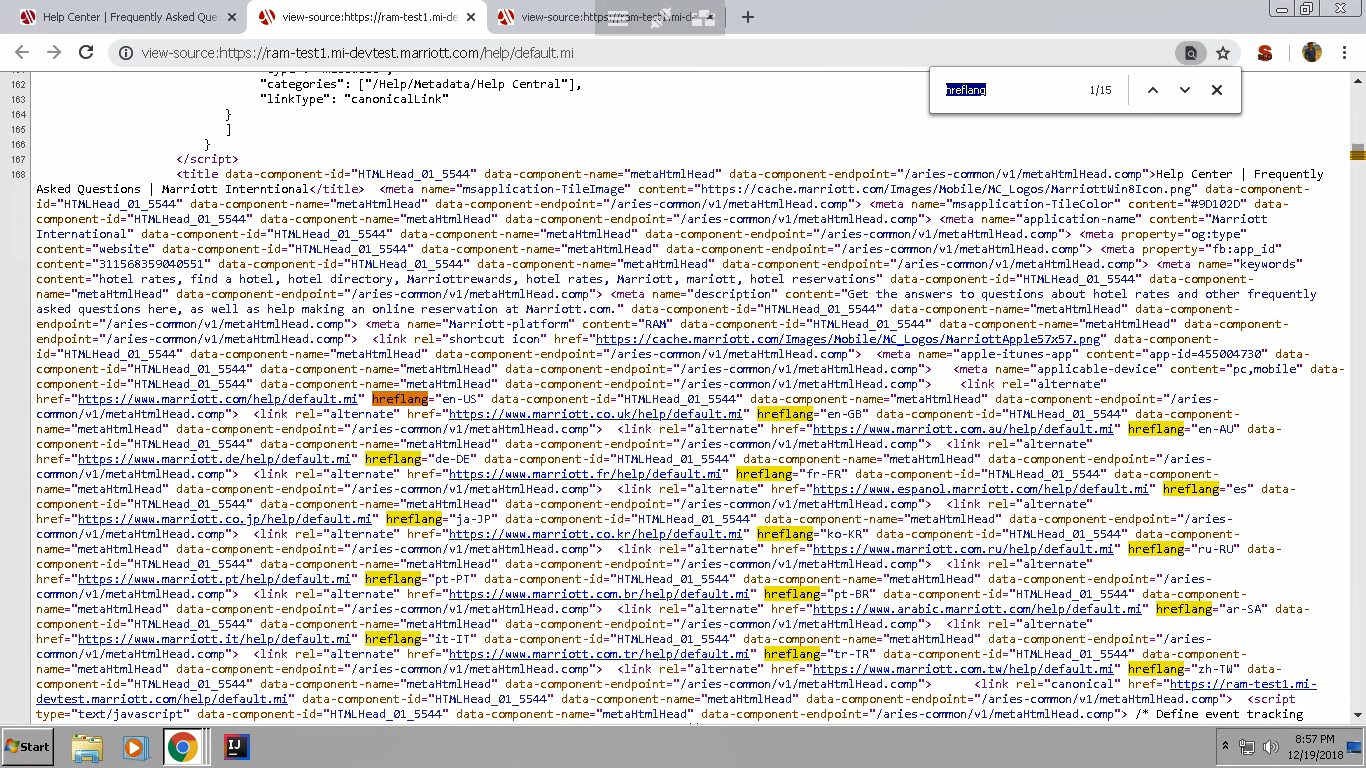 Help Center | Frequently Asked Ques
view-source:https://ram-test1.mi-de
view-source:https://ram-test1.mi-de
view-source:https://ram-test1.mi-devtest.marriott.com/help/default.mi
hreflang 1/15
162 "categories": ["/Help/Metadata/Help Central"],
163 "linkType": "canonicalLink"
164 }
165 ]
166 }
167 </script>
168 <title data-component-id="HTMLHead_01_5544" data-component-name="metaHtmlHead" data-component-endpoint="/aries-common/v1/metaHtmlHead.comp">Help Center | Frequently
Asked Questions | Marriott Interntional</title> <meta name="msapplication-TileImage" content="https://cache.marriott.com/Images/Mobile/MC_Logos/MarriottWin8Icon.png" data-component-
id="HTMLHead_01_5544" data-component-name="metaHtmlHead" data-component-endpoint="/aries-common/v1/metaHtmlHead.comp"> <meta name="msapplication-TileColor" content="#9D102D" data-
component-id="HTMLHead_01_5544" data-component-name="metaHtmlHead" data-component-endpoint="/aries-common/v1/metaHtmlHead.comp"> <meta name="application-name" content="Marriott
International" data-component-id="HTMLHead_01_5544" data-component-name="metaHtmlHead" data-component-endpoint="/aries-common/v1/metaHtmlHead.comp"> <meta property="og:type"
content="website" data-component-id="HTMLHead_01_5544" data-component-name="metaHtmlHead" data-component-endpoint="/aries-common/v1/metaHtmlHead.comp"> <meta property="fb:app_id"
content="311568359040551" data-component-id="HTMLHead_01_5544" data-component-name="metaHtmlHead" data-component-endpoint="/aries-common/v1/metaHtmlHead.comp"> <meta name="keywords"
content="hotel rates, find a hotel, hotel directory, Marriottrewards, hotel rates, Marriott, mariott, hotel reservations" data-component-id="HTMLHead_01_5544" data-component-
name="metaHtmlHead" data-component-endpoint="/aries-common/v1/metaHtmlHead.comp"> <meta name="description" content="Get the answers to questions about hotel rates and other frequently
asked questions here, as well as help making an online reservation at Marriott.com." data-component-id="HTMLHead_01_5544" data-component-name="metaHtmlHead" data-component-
endpoint="/aries-common/v1/metaHtmlHead.comp"> <meta name="Marriott-platform" content="RAM" data-component-id="HTMLHead_01_5544" data-component-name="metaHtmlHead" data-component-
endpoint="/aries-common/v1/metaHtmlHead.comp"> <link rel="shortcut icon" href="https://cache.marriott.com/Images/Mobile/MC_Logos/MarriottApple57x57.png" data-component-
id="HTMLHead_01_5544" data-component-name="metaHtmlHead" data-component-endpoint="/aries-common/v1/metaHtmlHead.comp"> <meta name="apple-itunes-app" content="app-id=455004730" data-
component-id="HTMLHead_01_5544" data-component-name="metaHtmlHead" data-component-endpoint="/aries-common/v1/metaHtmlHead.comp"> <meta name="applicable-device" content="pc,mobile" data-
component-id="HTMLHead_01_5544" data-component-name="metaHtmlHead" data-component-endpoint="/aries-common/v1/metaHtmlHead.comp"> <link rel="alternate"
href="https://www.marriott.com/help/default.mi" hreflang="en-US" data-component-id="HTMLHead_01_5544" data-component-name="metaHtmlHead" data-component-endpoint="/aries-
common/v1/metaHtmlHead.comp"> <link rel="alternate" href="https://www.marriott.co.uk/help/default.mi" hreflang="en-GB" data-component-id="HTMLHead_01_5544" data-component-
name="metaHtmlHead" data-component-endpoint="/aries-common/v1/metaHtmlHead.comp"> <link rel="alternate" href="https://www.marriott.com.au/help/default.mi" hreflang="en-AU" data-
component-id="HTMLHead_01_5544" data-component-name="metaHtmlHead" data-component-endpoint="/aries-common/v1/metaHtmlHead.comp"> <link rel="alternate"
href="https://www.marriott.de/help/default.mi" hreflang="de-DE" data-component-id="HTMLHead_01_5544" data-component-name="metaHtmlHead" data-component-endpoint="/aries-
common/v1/metaHtmlHead.comp"> <link rel="alternate" href="https://www.marriott.fr/help/default.mi" hreflang="fr-FR" data-component-id="HTMLHead_01_5544" data-component-
name="metaHtmlHead" data-component-endpoint="/aries-common/v1/metaHtmlHead.comp"> <link rel="alternate" href="https://www.espanol.marriott.com/help/default.mi" hreflang="es" data-
component-id="HTMLHead_01_5544" data-component-name="metaHtmlHead" data-component-endpoint="/aries-common/v1/metaHtmlHead.comp"> <link rel="alternate"
href="https://www.marriott.co.jp/help/default.mi" hreflang="ja-JP" data-component-id="HTMLHead_01_5544" data-component-name="metaHtmlHead" data-component-endpoint="/aries-
common/v1/metaHtmlHead.comp"> <link rel="alternate" href="https://www.marriott.co.kr/help/default.mi" hreflang="ko-KR" data-component-id="HTMLHead_01_5544" data-component-
name="metaHtmlHead" data-component-endpoint="/aries-common/v1/metaHtmlHead.comp"> <link rel="alternate" href="https://www.marriott.com.ru/help/default.mi" hreflang="ru-RU" data-
component-id="HTMLHead_01_5544" data-component-name="metaHtmlHead" data-component-endpoint="/aries-common/v1/metaHtmlHead.comp"> <link rel="alternate"
href="https://www.marriott.pt/help/default.mi" hreflang="pt-PT" data-component-id="HTMLHead_01_5544" data-component-name="metaHtmlHead" data-component-endpoint="/aries-
common/v1/metaHtmlHead.comp"> <link rel="alternate" href="https://www.marriott.com.br/help/default.mi" hreflang="pt-BR" data-component-id="HTMLHead_01_5544" data-component-
name="metaHtmlHead" data-component-endpoint="/aries-common/v1/metaHtmlHead.comp"> <link rel="alternate" href="https://www.arabic.marriott.com/help/default.mi" hreflang="ar-SA" data-
component-id="HTMLHead_01_5544" data-component-name="metaHtmlHead" data-component-endpoint="/aries-common/v1/metaHtmlHead.comp"> <link rel="alternate"
href="https://www.marriott.it/help/default.mi" hreflang="it-IT" data-component-id="HTMLHead_01_5544" data-component-name="metaHtmlHead" data-component-endpoint="/aries-
common/v1/metaHtmlHead.comp"> <link rel="alternate" href="https://www.marriott.com.tr/help/default.mi" hreflang="tr-TR" data-component-id="HTMLHead_01_5544" data-component-
name="metaHtmlHead" data-component-endpoint="/aries-common/v1/metaHtmlHead.comp"> <link rel="alternate" href="https://www.marriott.com.tw/help/default.mi" hreflang="zh-TW" data-
component-id="HTMLHead_01_5544" data-component-name="metaHtmlHead" data-component-endpoint="/aries-common/v1/metaHtmlHead.comp"> <link rel="canonical" href="https://ram-test1.mi-
devtest.marriott.com/help/default.mi" data-component-id="HTMLHead_01_5544" data-component-name="metaHtmlHead" data-component-endpoint="/aries-common/v1/metaHtmlHead.comp"> <script
type="text/javascript" data-component-id="HTMLHead_01_5544" data-component-name="metaHtmlHead" data-component-endpoint="/aries-common/v1/metaHtmlHead.comp"> /* Define event tracking
Start
IJ
8:57 PM
12/19/2018